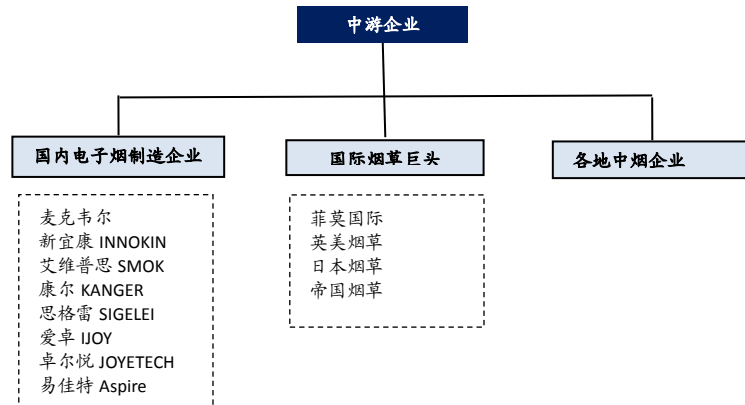 中游企业
国内电子烟制造企业
国际烟草巨头
各地中烟企业
麦克韦尔
新宜康 INNOKIN
艾维普思 SMOK
康尔 KANGER
思格雷 SIGELEI
爱卓 IJOY
卓尔悦 JOYETECH
易佳特 Aspire
菲莫国际
英美烟草
日本烟草
帝国烟草